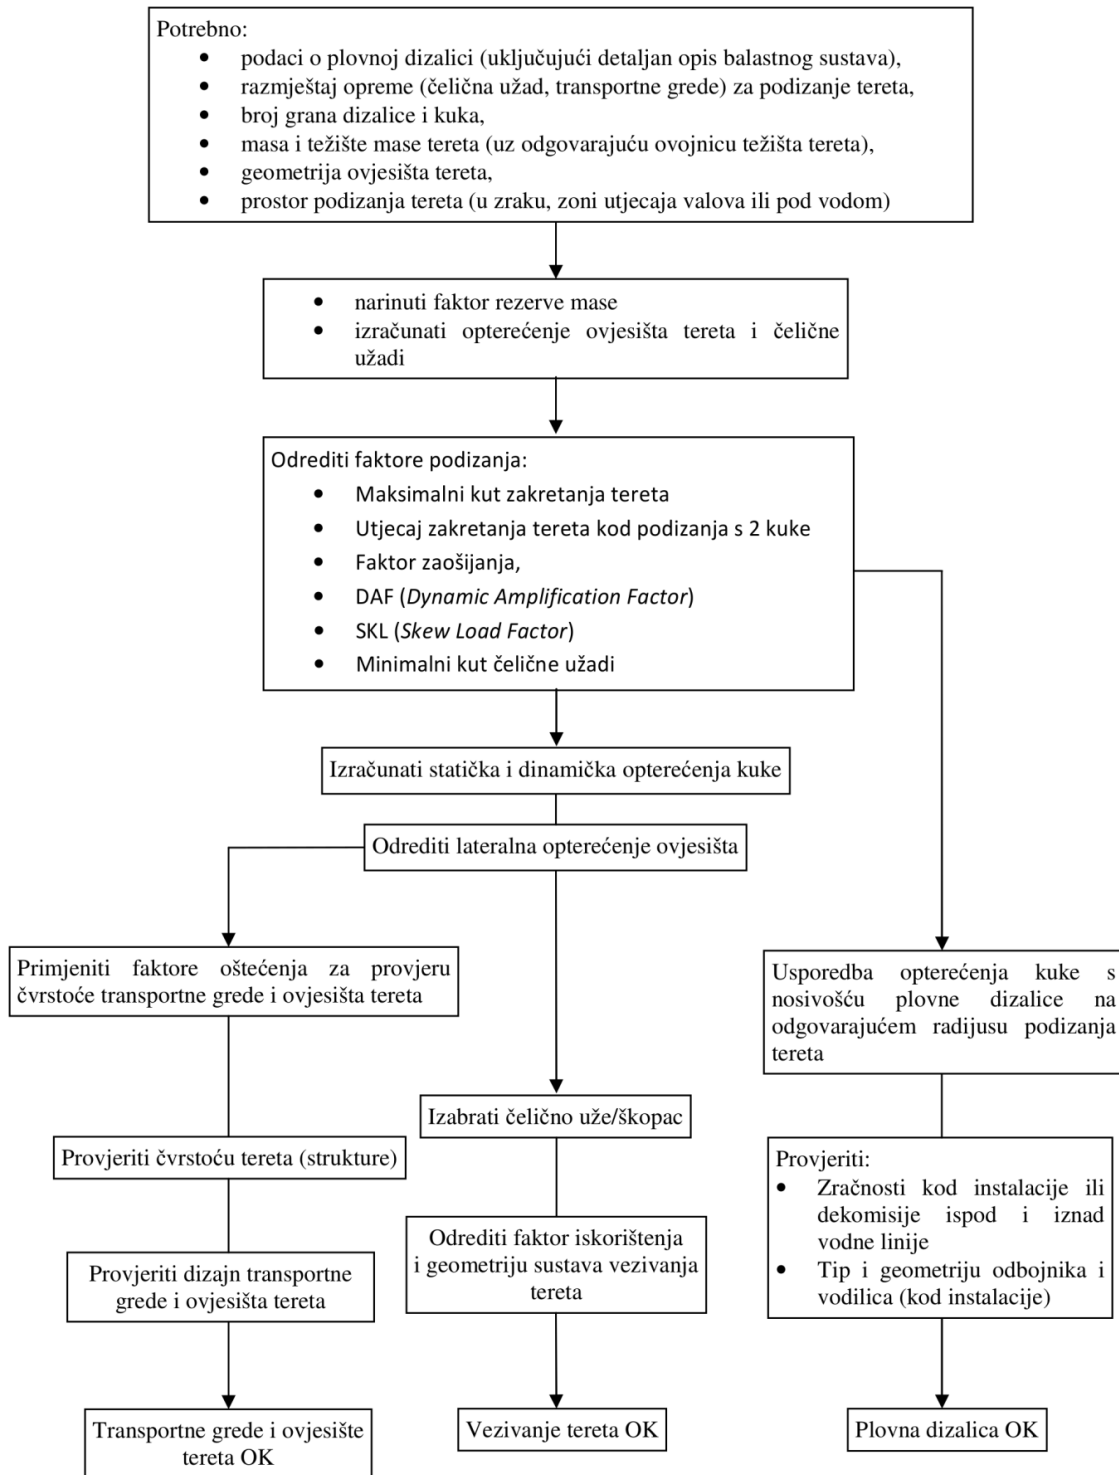 Potrebno:
• podaci o plovnoj dizalici (uključujući detaljan opis balastnog sustava),
• razmještaj opreme (čelična užad, transportne grede) za podizanje tereta,
• broj grana dizalice i kuka,
• masa i težište mase tereta (uz odgovarajuću ovojnicu težišta tereta),
• geometrija ovjesišta tereta,
• prostor podizanja tereta (u zraku, zoni utjecaja valova ili pod vodom)
• narinuti faktor rezerve mase
• izračunati opterećenje ovjesišta tereta i čelične
užadi
Odrediti faktore podizanja:
• Maksimalni kut zakretanja tereta
• Utjecaj zakretanja tereta kod podizanja s 2 kuke
• Faktor zaošijanja,
• DAF (Dynamic Amplification Factor)
• SKL (Skew Load Factor)
• Minimalni kut čelične užadi
Izračunati statička i dinamička opterećenja kuke
Odrediti lateralna opterećenje ovjesišta
Primjeniti faktore oštećenja za provjeru
čvrstoće transportne grede i ovjesišta tereta
Provjeriti čvrstoću tereta (strukture)
Provjeriti dizajn transportne
grede i ovjesišta tereta
Transportne grede i ovjesište
tereta OK
Izabrati čelično uže/škopac
Odrediti faktor iskorištenja
i geometriju sustava vezivanja
tereta
Vezivanje tereta OK
Usporedba opterećenja kuke s
nosivošću plovne dizalice na
odgovarajućem radijusu podizanja
tereta
Provjeriti:
• Zračnosti kod instalacije ili
dekomisije ispod i iznad
vodne linije
• Tip i geometriju odbojnika i
vodilica (kod instalacije)
Plovna dizalica OK